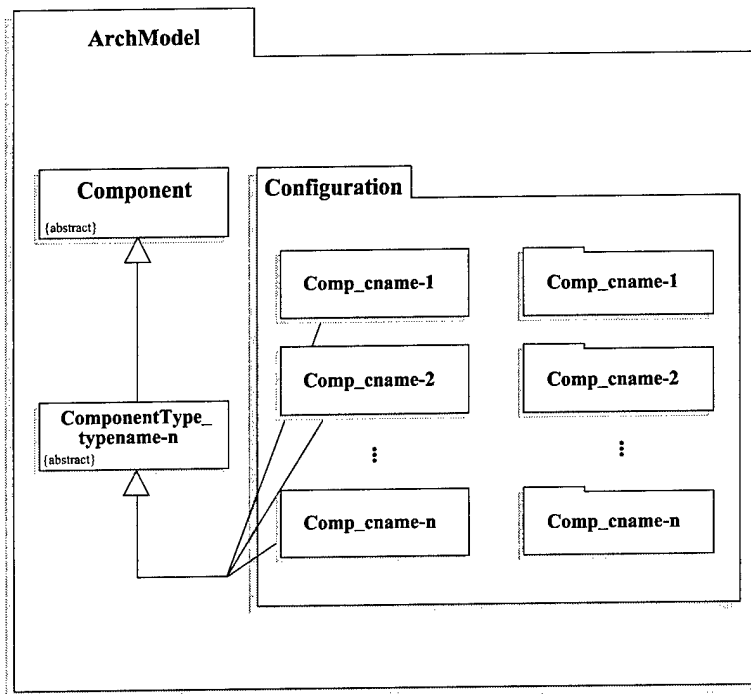 ArchModel
Component
{abstract}
Configuration
Comp_cname-1
Comp_cname-1
Comp_cname-2
Comp_cname-2
ComponentType_
typename-n
{abstract}
Comp_cname-n
Comp_cname-n